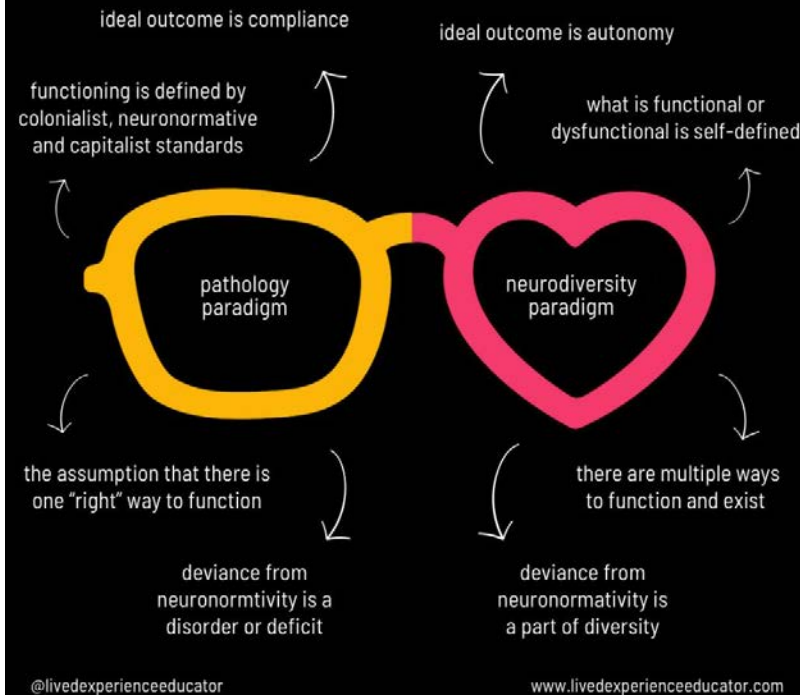 ideal outcome is compliance
ideal outcome is autonomy
functioning is defined by
colonialist, neuronormative
and capitalist standards
what is functional or
dysfunctional is self-defined
pathology
paradigm
neurodiversity
paradigm
the assumption that there is
one “right” way to function
there are multiple ways
to function and exist
deviance from
neuronormtivity is a
disorder or deficit
deviance from
neuronormativity is
a part of diversity
@livedexperienceeducator
www.livedexperienceeducator.com